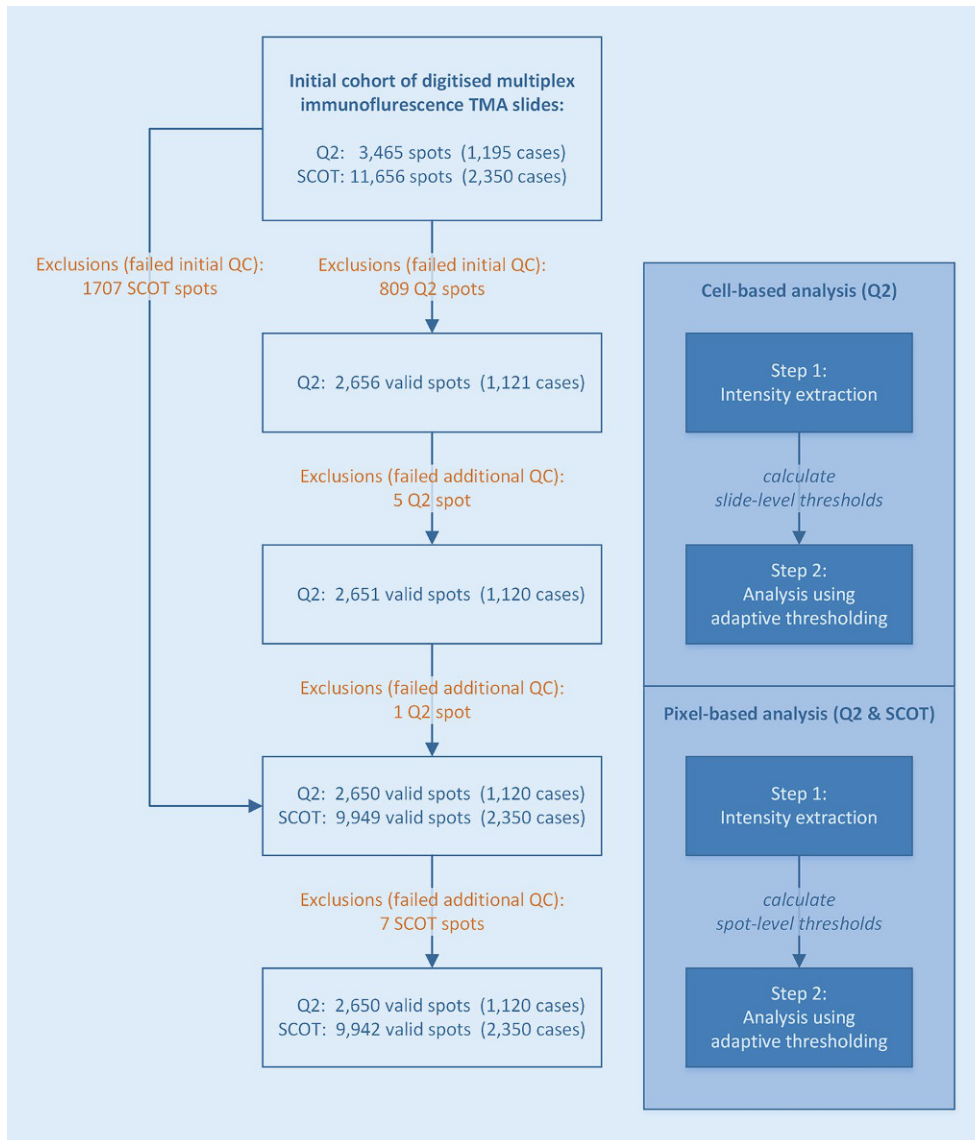 Initial cohort of digitised multiplex
immunoflurescence TMA slides:
Q2: 3,465 spots (1,195 cases)
SCOT: 11,656 spots (2,350 cases)
Exclusions (failed initial QC):
1707 SCOT spots
Exclusions (failed initial QC):
809 Q2 spots
Q2: 2,656 valid spots (1,121 cases)
Exclusions (failed additional QC):
5 Q2 spot
Q2: 2,651 valid spots (1,120 cases)
Exclusions (failed additional QC):
1 Q2 spot
Q2: 2,650 valid spots (1,120 cases)
SCOT: 9,949 valid spots (2,350 cases)
Exclusions (failed additional QC):
7 SCOT spots
Q2: 2,650 valid spots (1,120 cases)
SCOT: 9,942 valid spots (2,350 cases)
Cell-based analysis (Q2)
Step 1:
Intensity extraction
calculate
slide-level thresholds
Step 2:
Analysis using
adaptive thresholding
Pixel-based analysis (Q2 & SCOT)
Step 1:
Intensity extraction
calculate
spot-level thresholds
Step 2:
Analysis using
adaptive thresholding